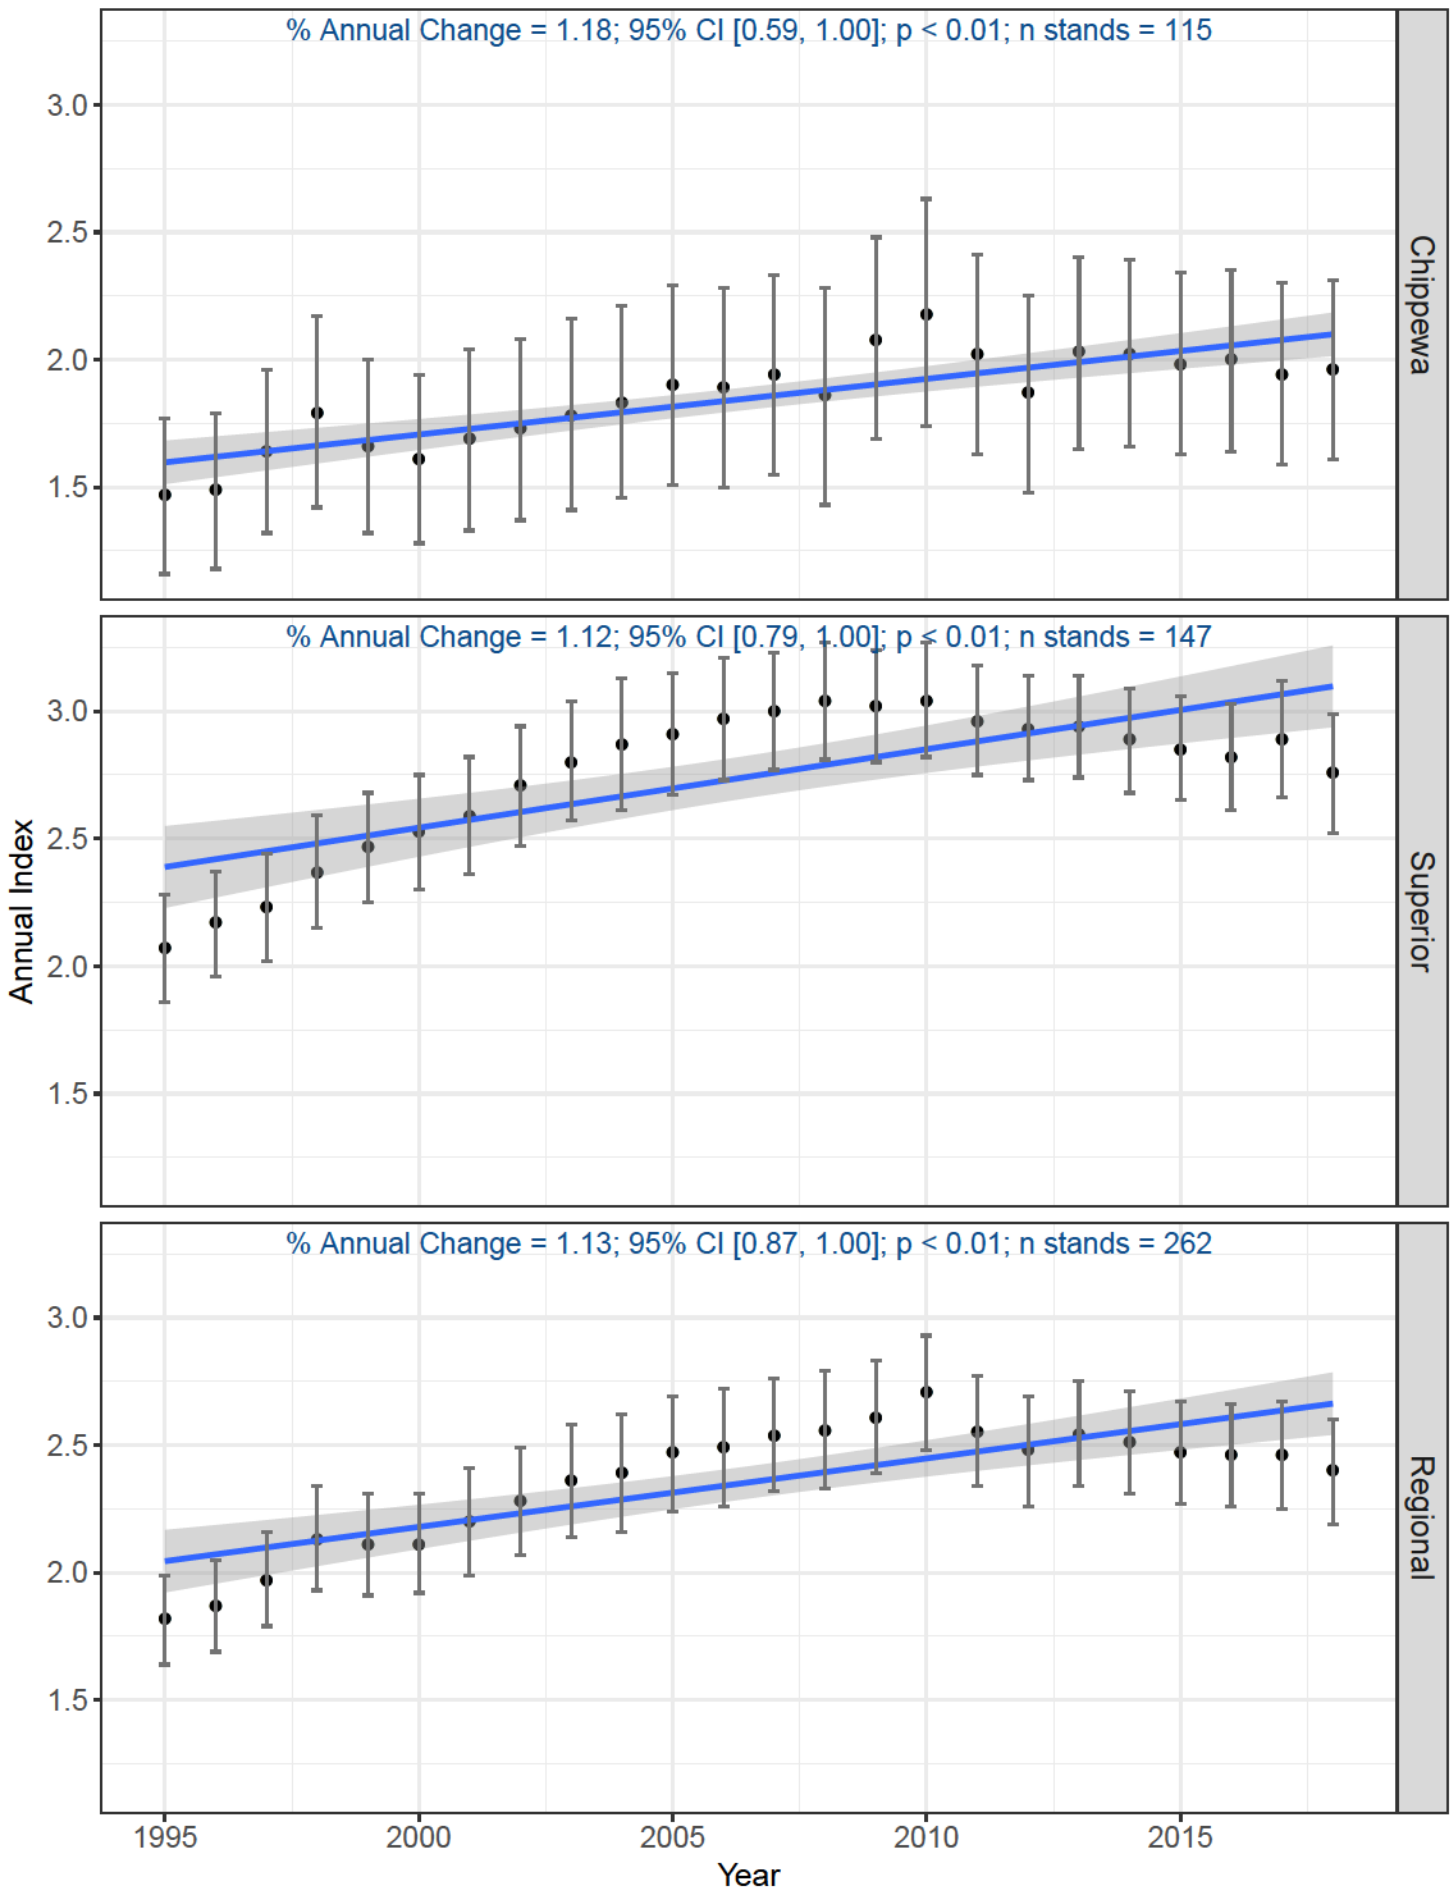 % Annual Change = 1.18; 95% CI [0.59, 1.00]; p < 0.01; n stands = 115
3.0
2.5
2.0
1.5
Chippewa
% Annual Change = 1.12; 95% CI [0.79, 1.00]; p < 0.01; n stands = 147
3.0
2.5
2.0
1.5
Superior
Annual Index
% Annual Change = 1.13; 95% CI [0.87, 1.00]; p < 0.01; n stands = 262
3.0
2.5
2.0
1.5
Regional
1995 2000 2005 2010 2015
Year